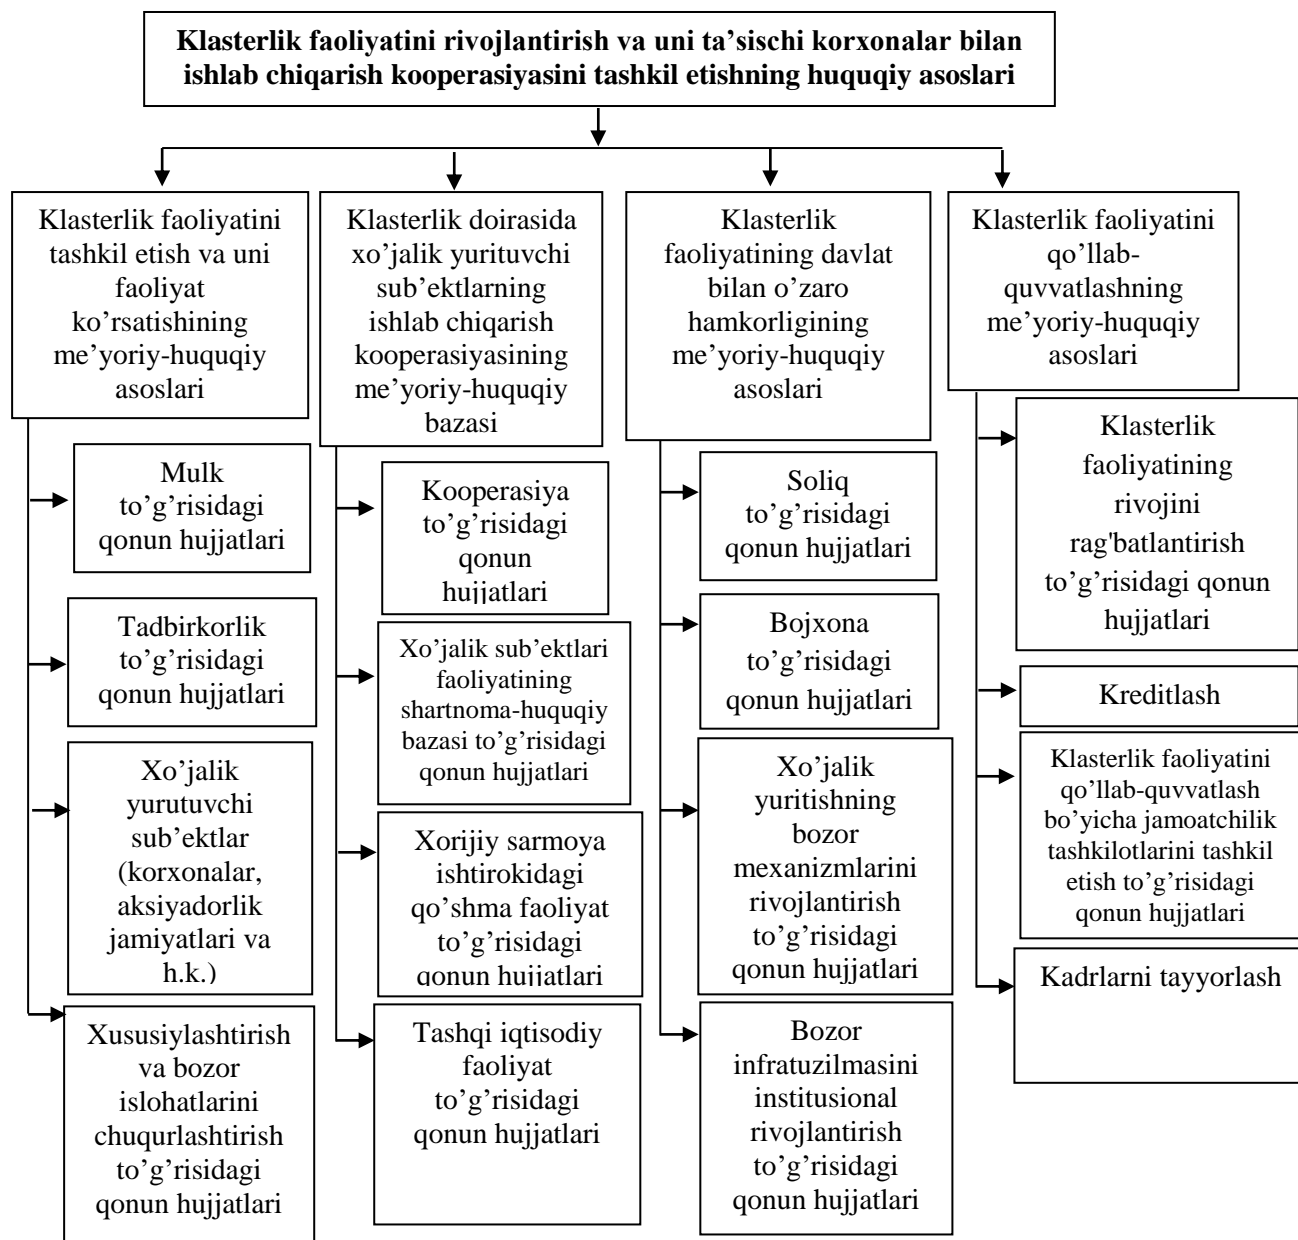 Klasterlik faoliyatini rivojlantirish va uni ta’sischi korxonalar bilan
ishlab chiqarish kooperasiyasini tashkil etishning huquqiy asoslari
Klasterlik faoliyatini
tashkil etish va uni
faoliyat
ko’rsatishining
me’yoriy-huquqiy
asoslari
Mulk
to’g’risidagi
qonun hujjatlari
Tadbirkorlik
to’g’risidagi
qonun hujjatlari
Xo’jalik
yurutuvchi
sub’ektlar
(korxonalar,
aksiyadorlik
jamiyatlari va
h.k.)
Xususiylashtirish
va bozor
islohatlarini
chuqurlashtirish
to’g’risidagi
qonun hujjatlari
Klasterlik doirasida
xo’jalik yurituvchi
sub’ektlarning
ishlab chiqarish
kooperasiyasining
me’yoriy-huquqiy
bazasi
Kooperasiya
to’g’risidagi
qonun
hujjatlari
Xo’jalik sub’ektlari
faoliyatining
shartnoma-huquqiy
bazasi to’g’risidagi
qonun hujjatlari
Xorijiy sarmoya
ishtirokidagi
qo’shma faoliyat
to’g’risidagi
qonun hujjatlari
Tashqi iqtisodiy
faoliyat
to’g’risidagi
qonun hujjatlari
Klasterlik
faoliyatining davlat
bilan o’zaro
hamkorligining
me’yoriy-huquqiy
asoslari
Soliq
to’g’risidagi
qonun hujjatlari
Bojxona
to’g’risidagi
qonun hujjatlari
Xo’jalik
yuritishning
bozor
mexanizmlarini
rivojlantirish
to’g’risidagi
qonun hujjatlari
Bozor
infratuzilmasini
institusional
rivojlantirish
to’g’risidagi
qonun hujjatlari
Klasterlik faoliyatini
qo’llab-
quvvatlashning
me’yoriy-huquqiy
asoslari
Klasterlik
faoliyatining
rivojini
rag'batlantirish
to’g’risidagi qonun
hujjatlari
Kreditlash
Klasterlik faoliyatini
qo’llab-quvvatlash
bo’yicha jamoatchilik
tashkilotlarini tashkil
etish to’g’risidagi
qonun hujjatlari
Kadrlarni tayyorlash